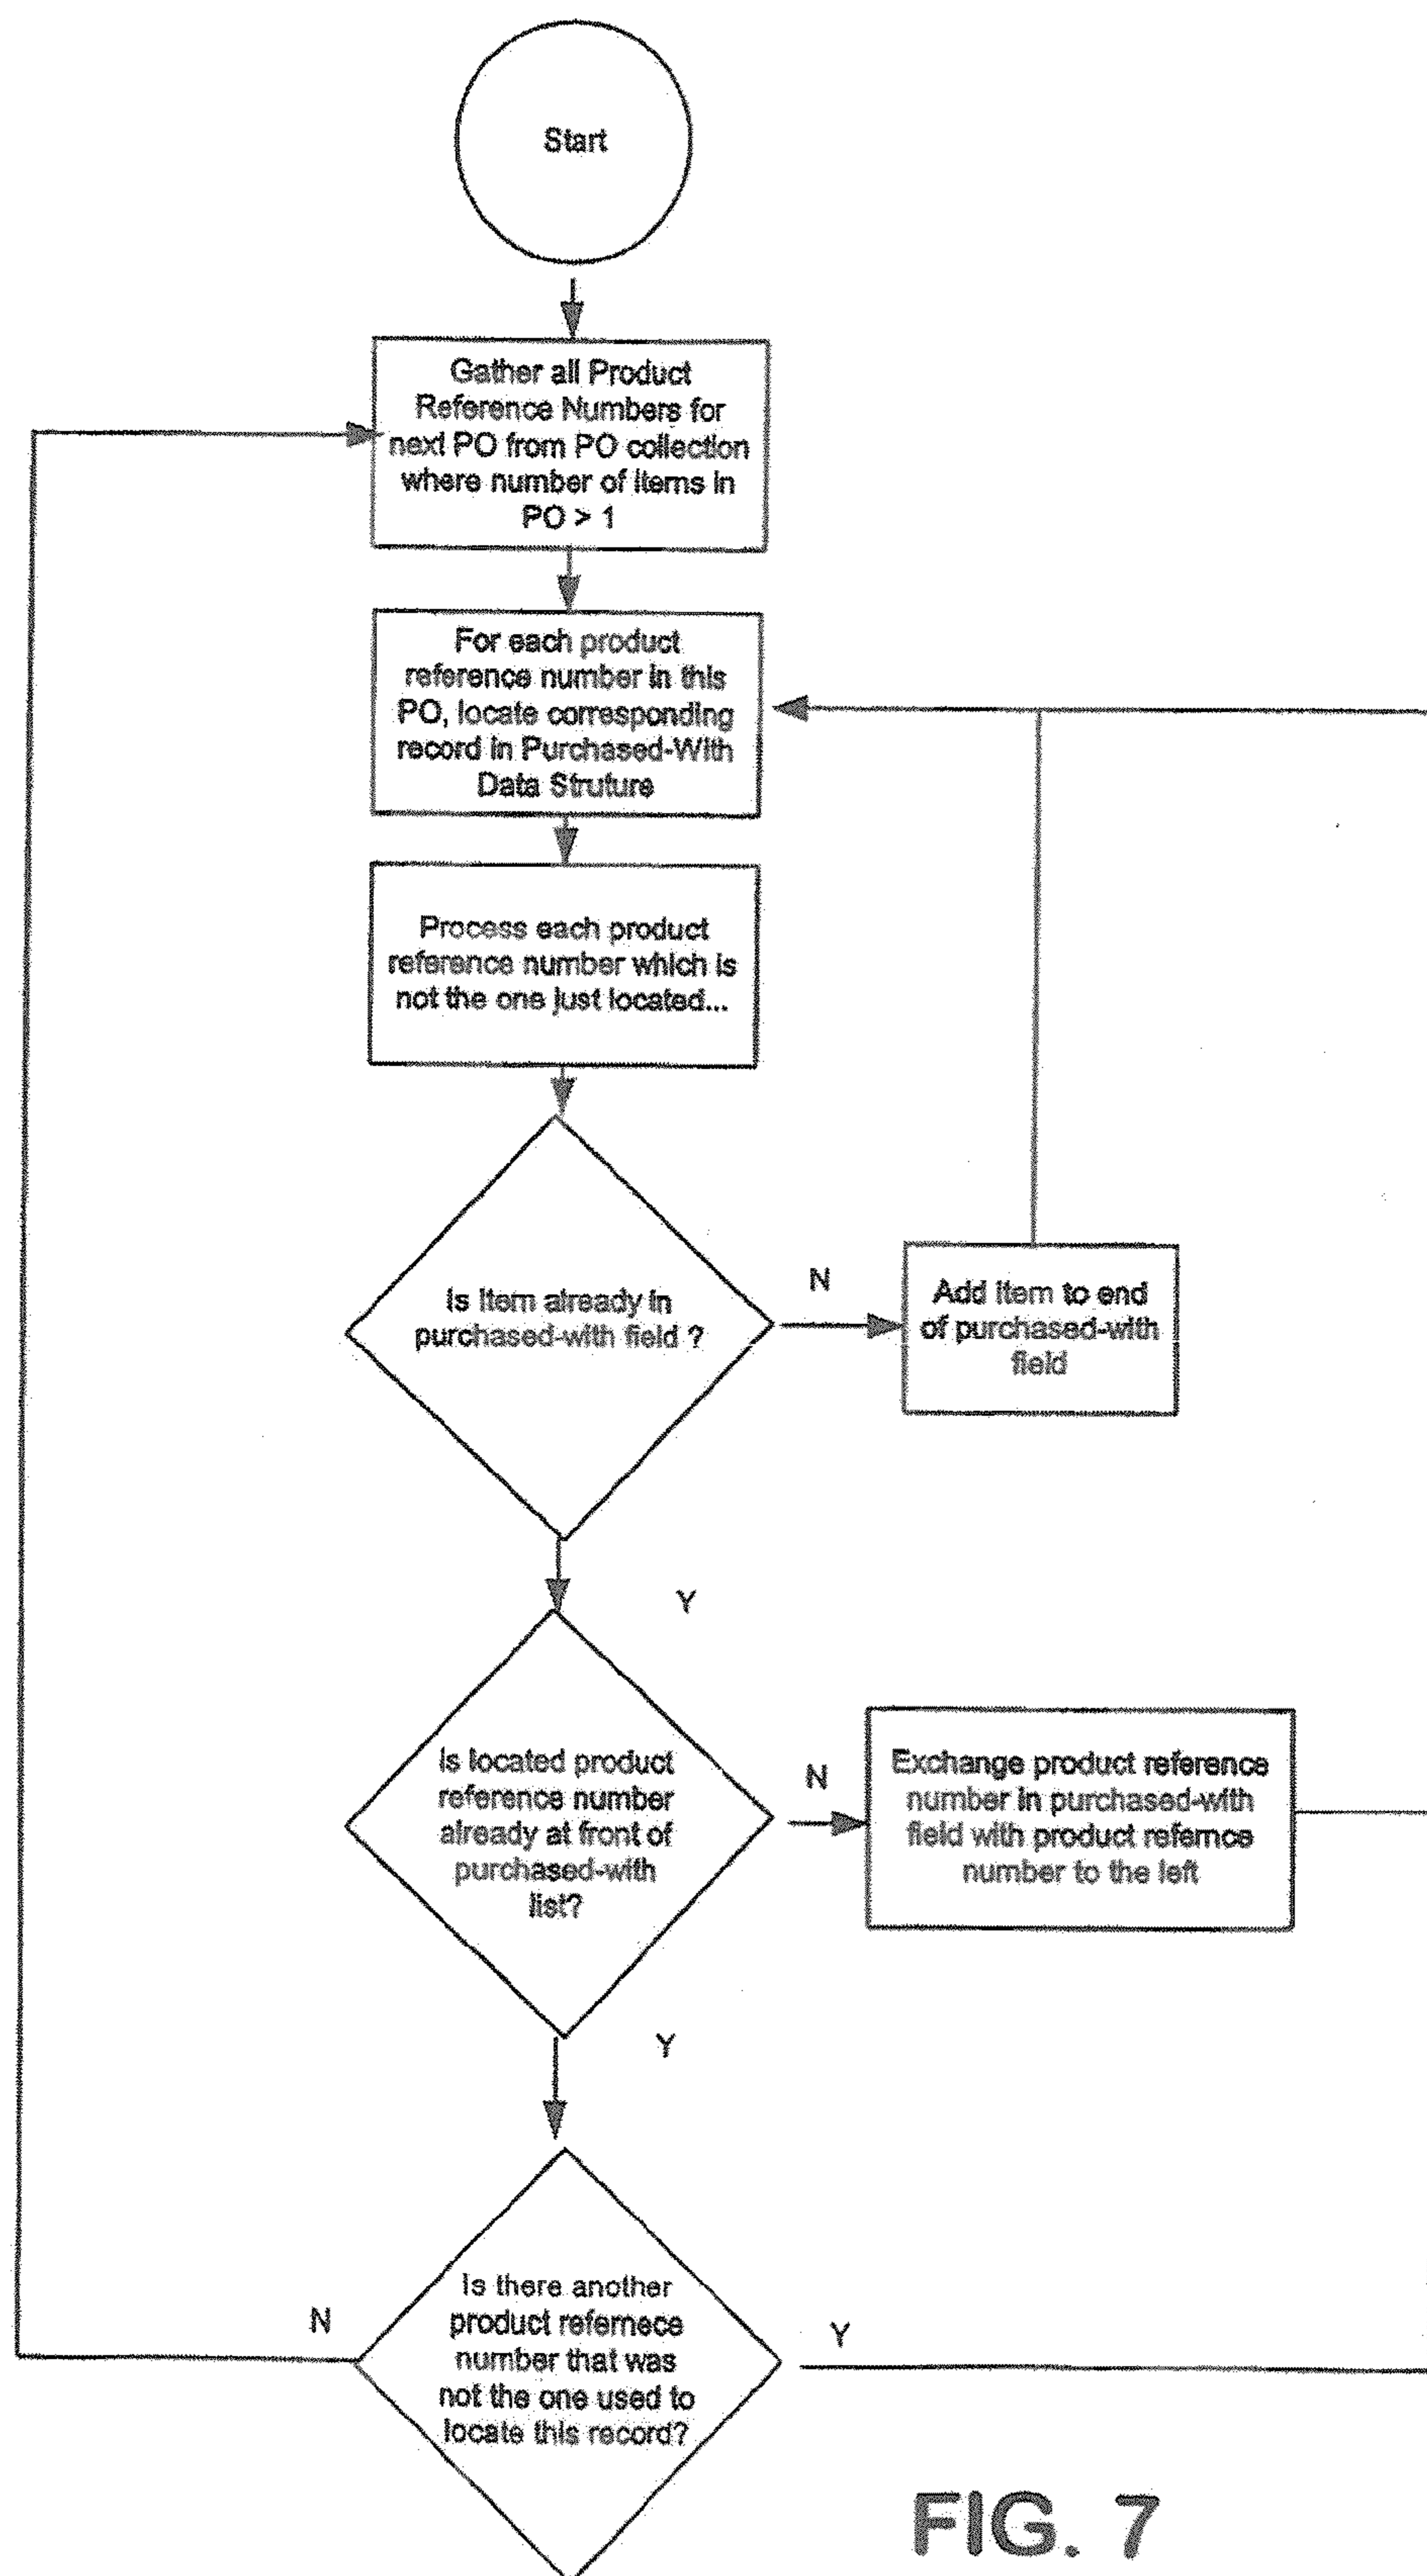 Start
Gather all Product
Reference Numbers for
next PO from PO collection
where number of items in
PO > 1
For each product
reference number in this
PO, locate corresponding
record in Purchased-With
Data Struture
Process each product
reference number which is
not the one just located...
Is item already in
purchased-with field ?
N
Add item to end
of purchased-with
field
Y
Is located product
reference number
already at front of
purchased-with
list?
N
Exchange product reference
number in purchased-with
field with product refernce
number to the left
Y
Is there another
product refernece
number that was
not the one used to
locate this record?
N
Y
FIG. 7